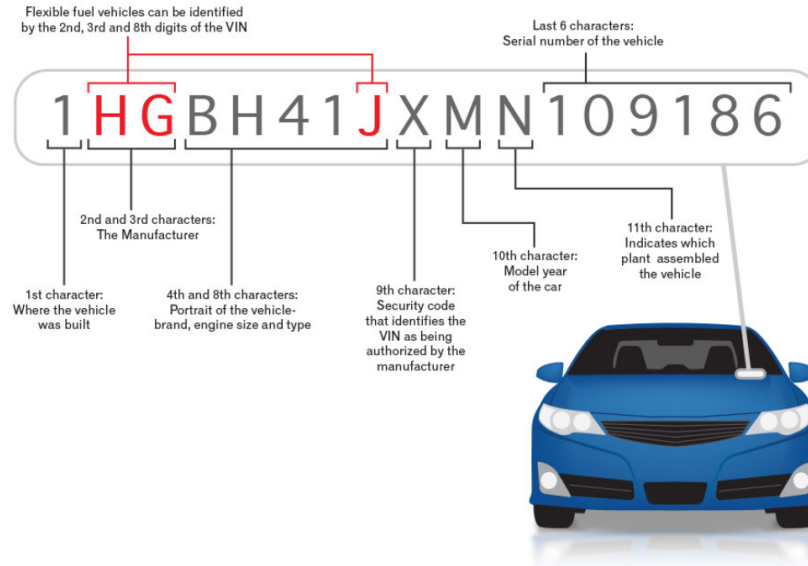 Flexible fuel vehicles can be identified
by the 2nd, 3rd and 8th digits of the VIN
Last 6 characters:
Serial number of the vehicle
1HGBH41JXMN109186
2nd and 3rd characters:
The Manufacturer
11th character:
Indicates which
plant assembled
the vehicle
10th character:
Model year
of the car
1st character:
Where the vehicle
was built
4th and 8th characters:
Portrait of the vehicle-
brand, engine size and type
9th character:
Security code
that identifies the
VIN as being
authorized by the
manufacturer